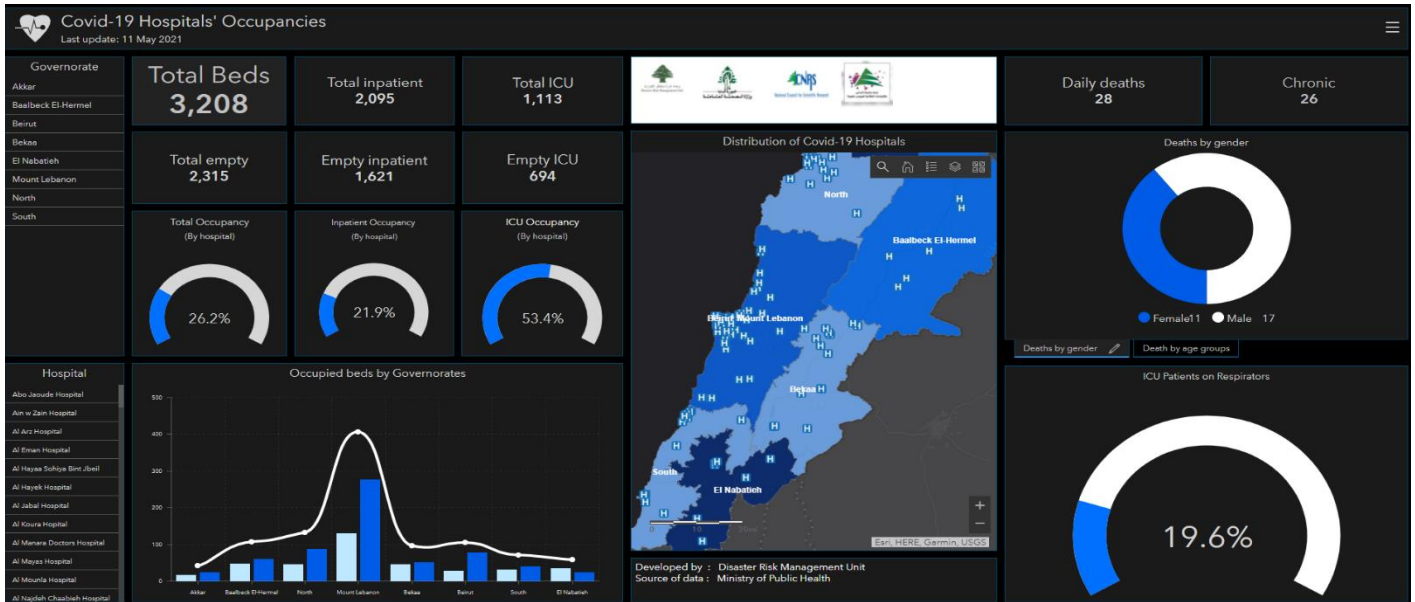 Covid-19 Hospitals' Occupancies
Last update: 11 May 2021
Governorate
Akkar
Baalbeck El-Hermel
Beirut
Bekaa
El Nabatieh
Mount Lebanon
North
South
Total Beds
3,208
Total inpatient
2,095
Total ICU
1,113
Total empty
2,315
Empty inpatient
1,621
Empty ICU
694
Total Occupancy
(By hospital)
26.2%
Inpatient Occupancy
(By hospital)
21.9%
ICU Occupancy
(By hospital)
53.4%
CNRS
Daily deaths
28
Chronic
26
Distribution of Covid-19 Hospitals
North
Baalbeck El-Hermel
Beirut Mount Lebanon
Bekaa
South
El Nabatieh
Esri, HERE, Garmin, USGS
Developed by : Disaster Risk Management Unit
Source of data : Ministry of Public Health
Deaths by gender
Female11 Male 17
Deaths by gender
Death by age groups
ICU Patients on Respirators
19.6%
Hospital
Abo Jaoude Hospital
Ain w Zain Hospital
Al Arz Hospital
Al Eman Hospital
Al Hayaa Sohiya Bint Jbeil
Al Hayek Hospital
Al Jabal Hospital
Al Koura Hopital
Al Manara Doctors Hospital
Al Mayas Hospital
Al Mounla Hospital
Al Najdeh Chaabieh Hospital
Occupied beds by Governorates
500
400
300
200
100
0
Akkar Baalbeck El-Hermel North Mount Lebanon Bekaa Beirut South El Nabatieh